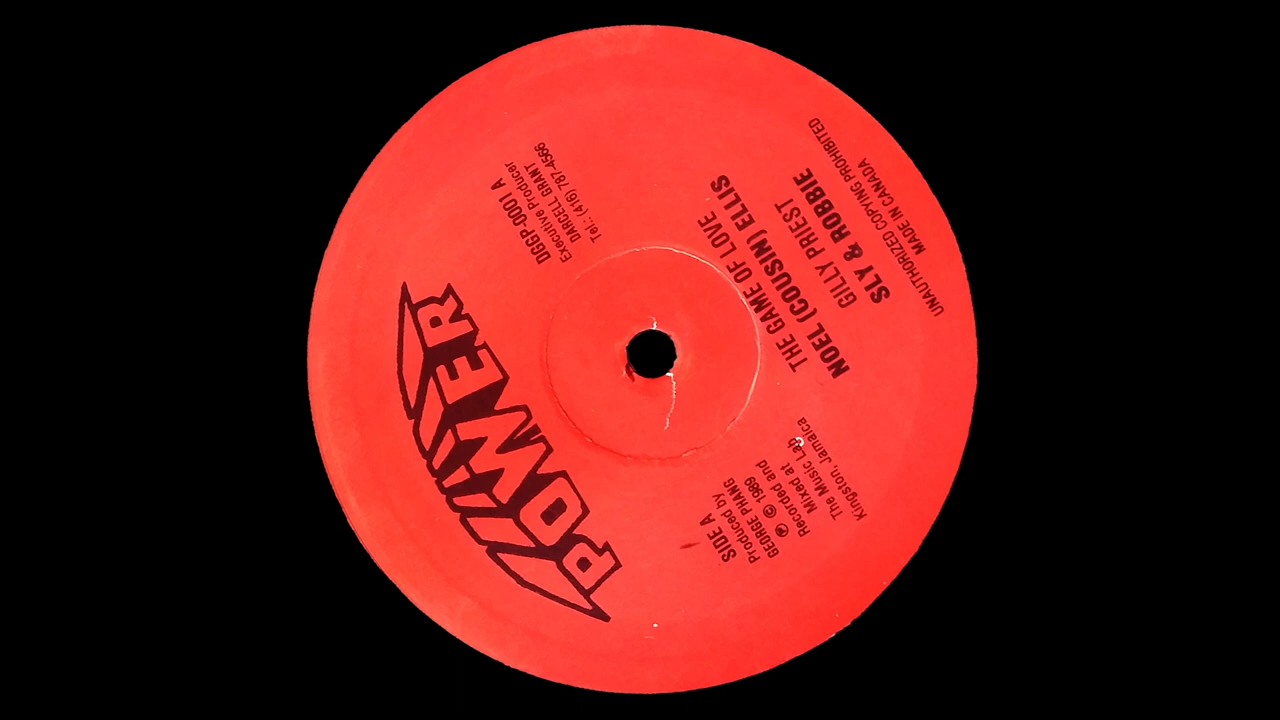 POWER
SIDE A
Produced by
GEORGE PHANG
℗ © 1989
Recorded and
Mixed at
The Music Lab
Kingston, Jamaica
DGGP-0001 A
Executive Producer
DARCELL GRANT
Tel.: (416) 787-4566
THE GAME OF LOVE
NOEL (COUSIN) ELLIS
GILLY PRIEST
SLY & ROBBIE
UNAUTHORIZED COPYING PROHIBITED
MADE IN CANADA